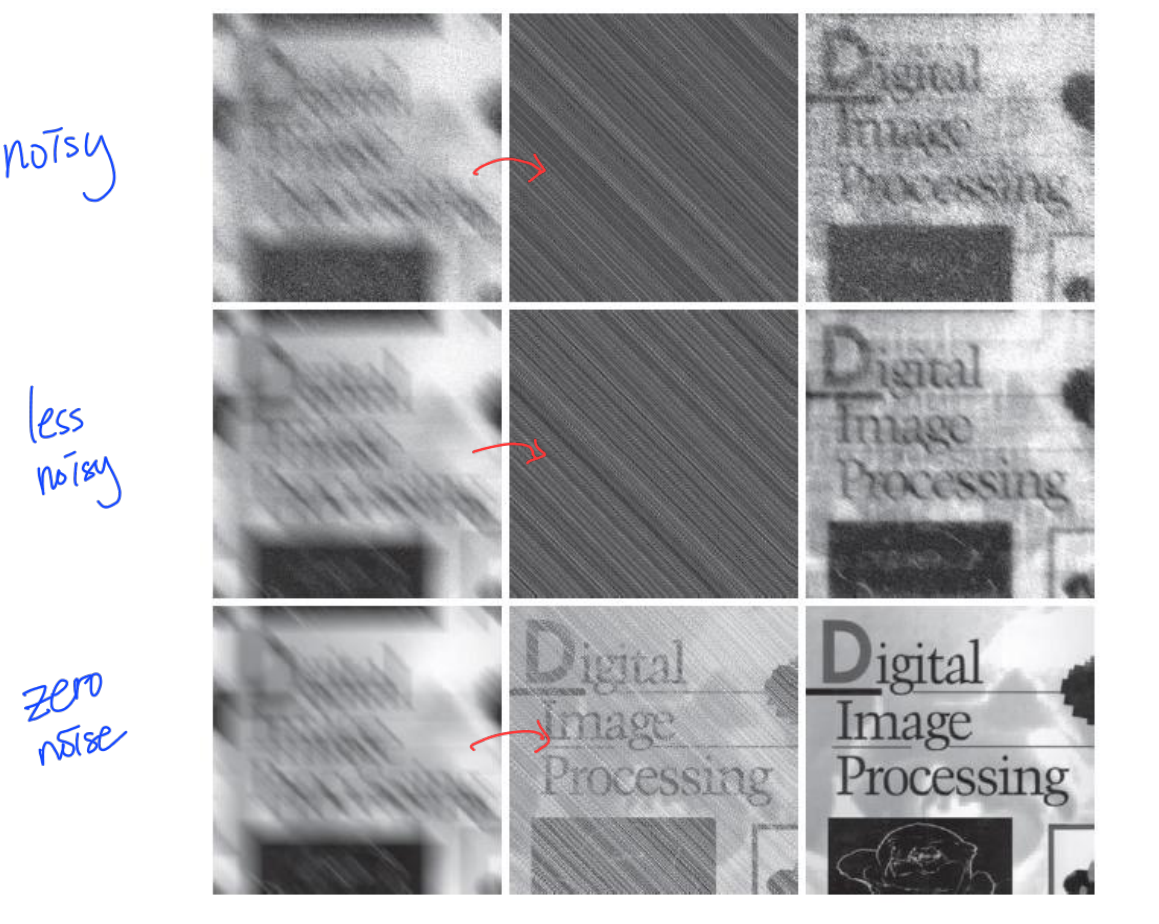 noisy
Digital
Image
Processing
less
noisy
Digital
Image
Processing
zero
noise
Digital
Image
Processing
Digital
Image
Processing